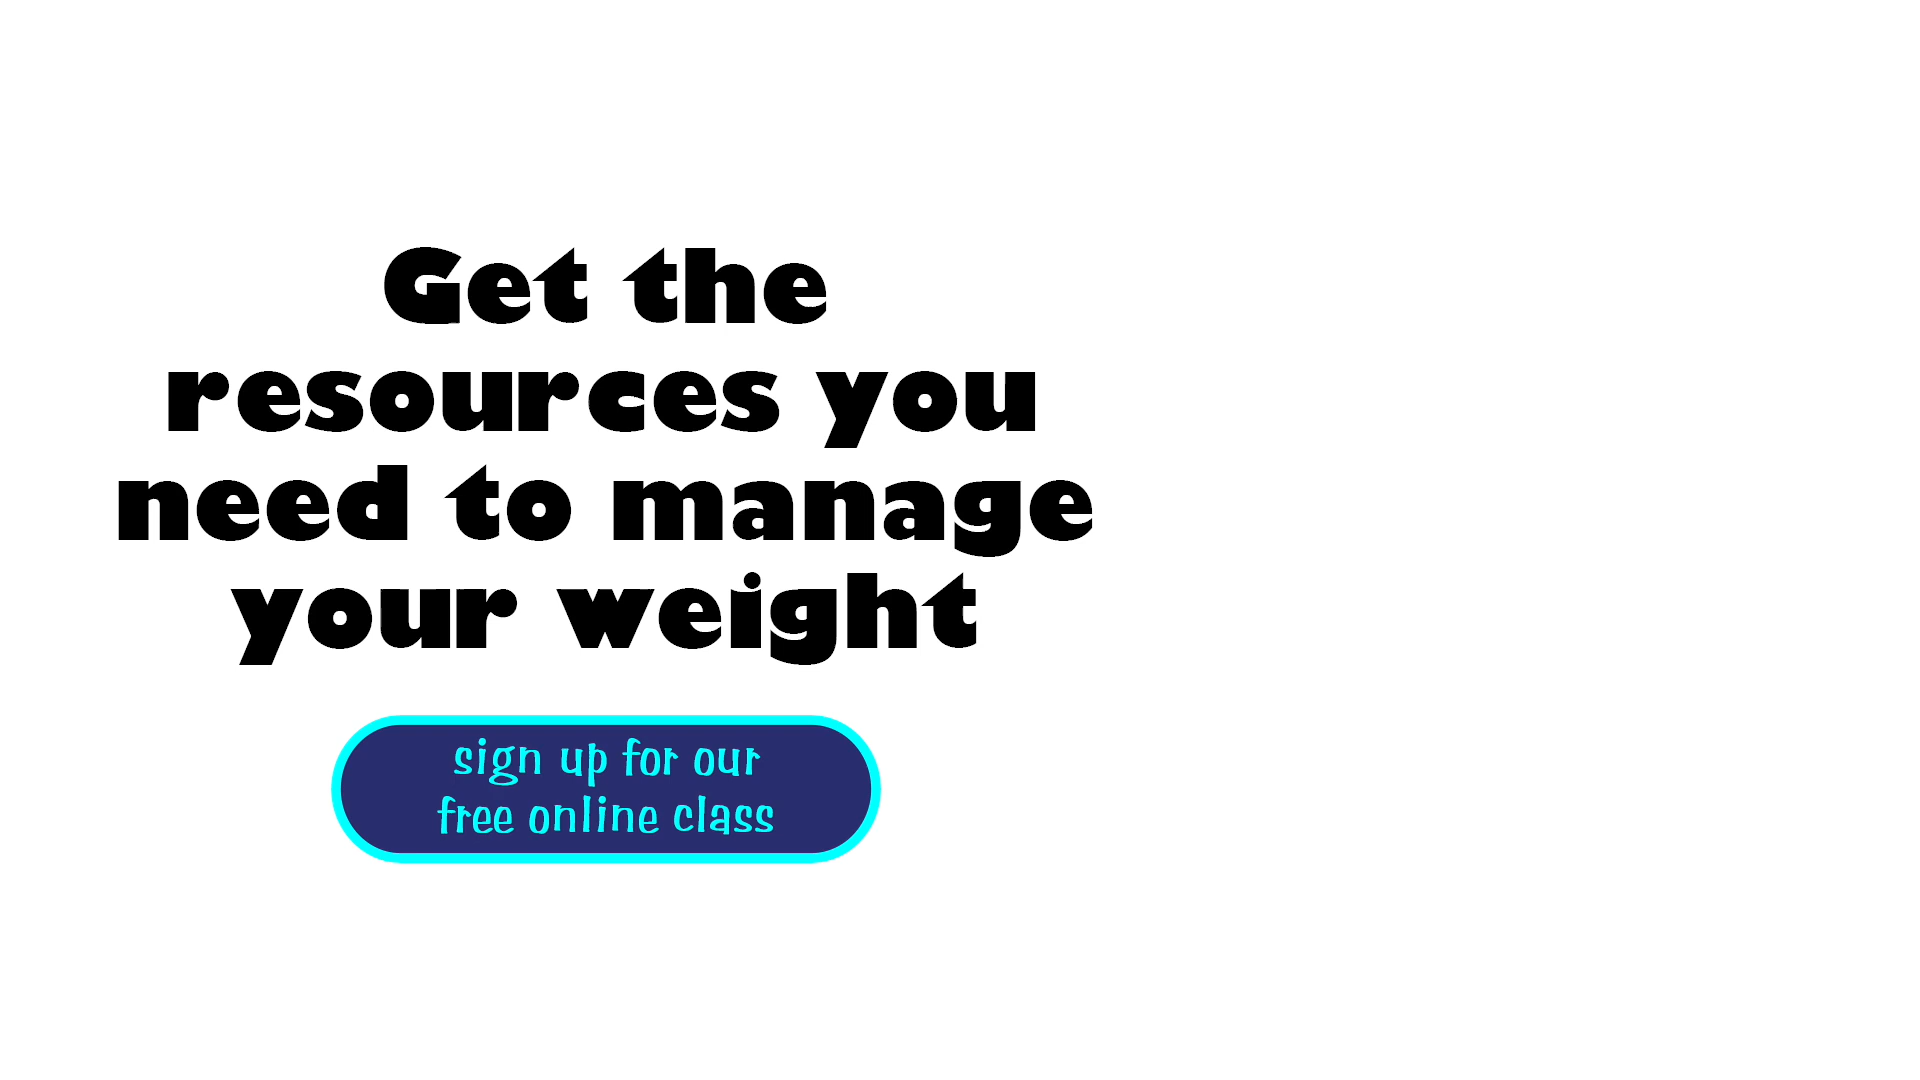 Get the
resources you
need to manage
your weight
sign up for our
free online class